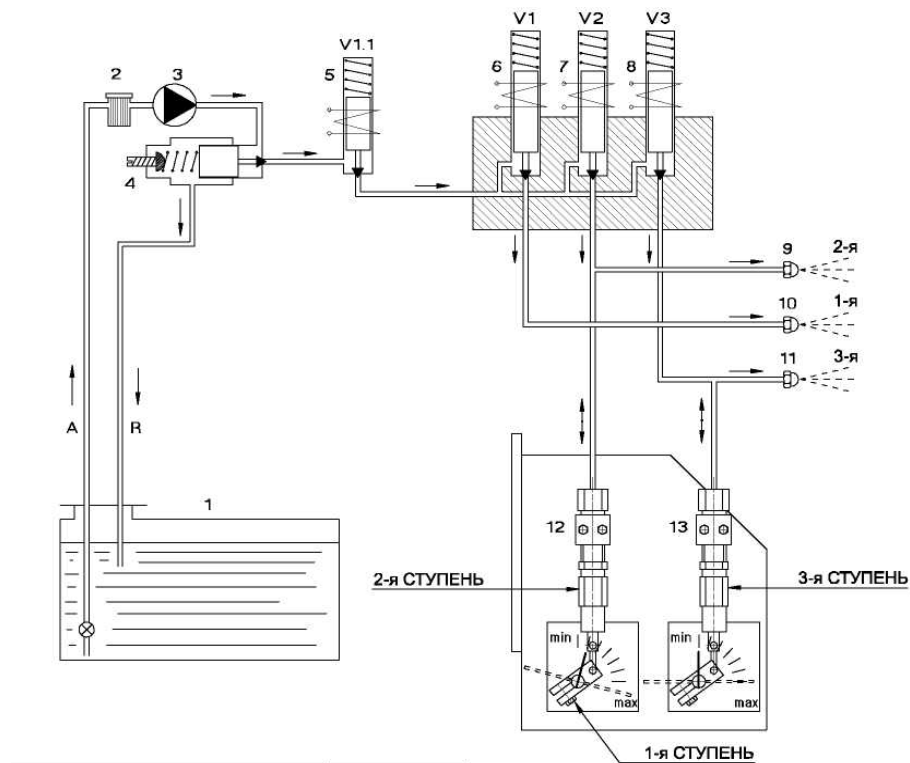 V1 V2 V3
V1.1
2 3 5 6 7 8
4
9 2-я
10 1-я
11 3-я
A R
1
12 13
2-я СТУПЕНЬ
3-я СТУПЕНЬ
min min
max max
1-я СТУПЕНЬ